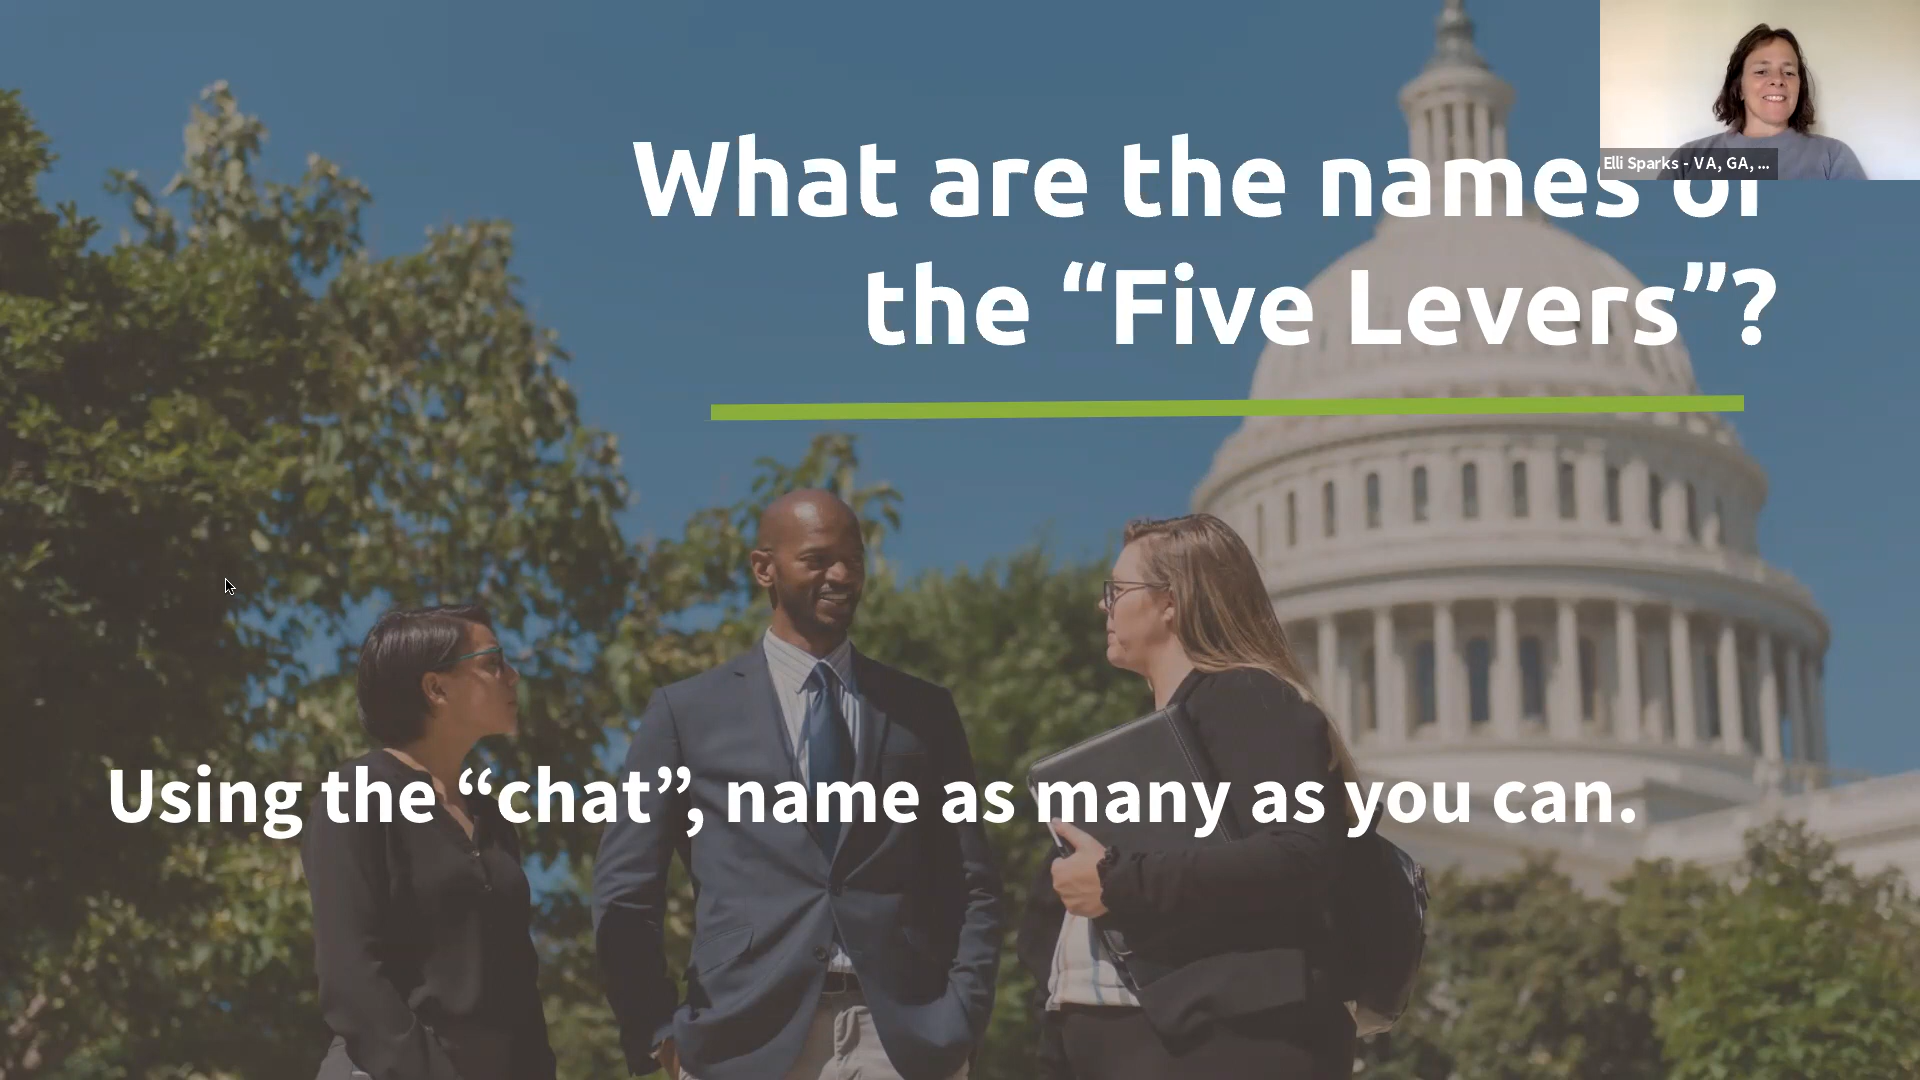 What are the names of
the “Five Levers”?
Elli Sparks - VA, GA, ...
Using the “chat”, name as many as you can.